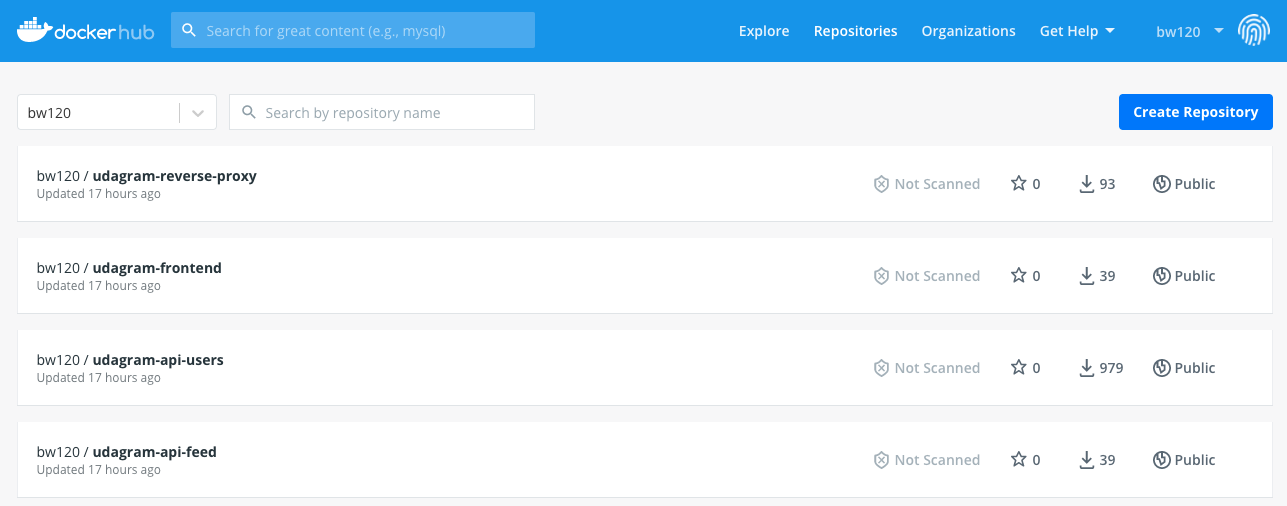 docker hub Search for great content (e.g., mysql) Explore Repositories Organizations Get Help bw120
bw120 Search by repository name Create Repository
bw120 / udagram-reverse-proxy
Updated 17 hours ago
Not Scanned 0 93 Public
bw120 / udagram-frontend
Updated 17 hours ago
Not Scanned 0 39 Public
bw120 / udagram-api-users
Updated 17 hours ago
Not Scanned 0 979 Public
bw120 / udagram-api-feed
Updated 17 hours ago
Not Scanned 0 39 Public